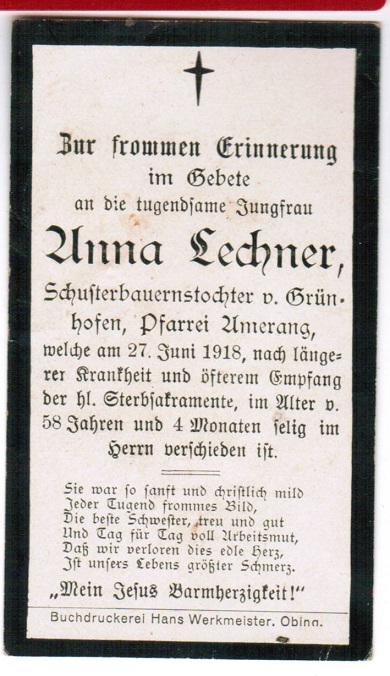 Zur frommen Erinnerung
im Gebete
an die tugendsame Jungfrau
Anna Lechner,
Schusterbauernstochter v. Grün-
hofen, Pfarrei Amerang,
welche am 27. Juni 1918, nach länge-
rer Krankheit und öfterem Empfang
der hl. Sterbsakramente, im Alter v.
58 Jahren und 4 Monaten selig im
Herrn verschieden ist.
Sie war so sanft und christlich mild
Jeder Tugend frommes Bild,
Die beste Schwester, treu und gut
Und Tag für Tag voll Arbeitsmut,
Daß wir verloren dies edle Herz,
Ist unsers Lebens größter Schmerz.
„Mein Jesus Barmherzigkeit!"
Buchdruckerei Hans Werkmeister. Obing.